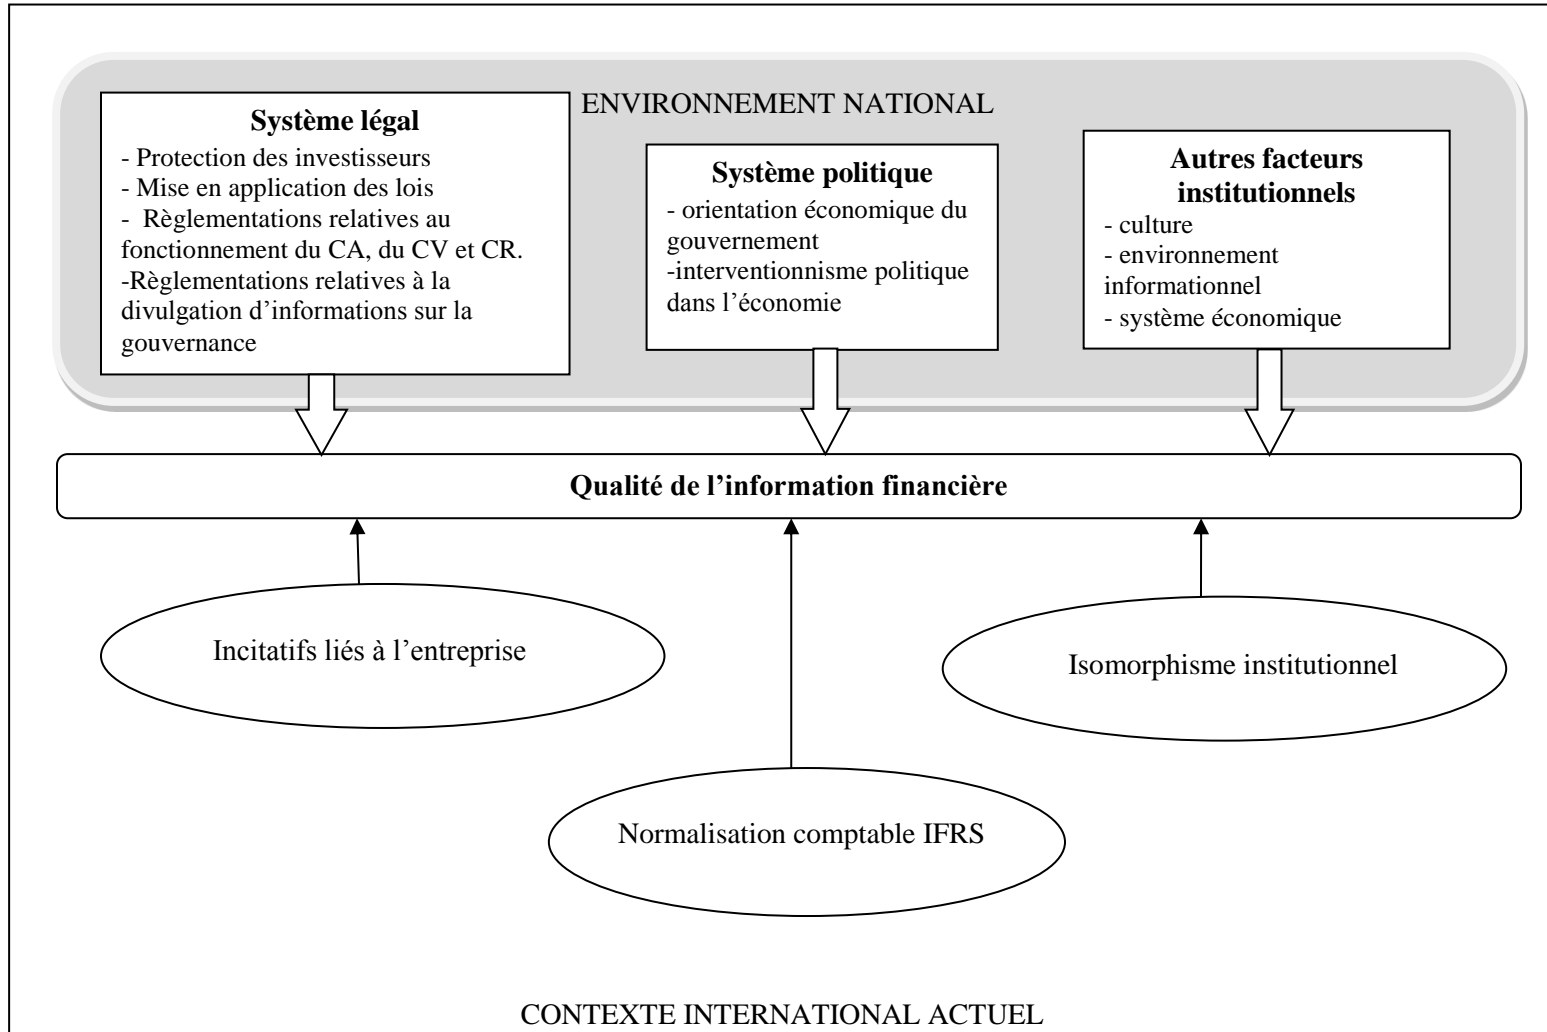 ENVIRONNEMENT NATIONAL
Système légal
- Protection des investisseurs
- Mise en application des lois
- Règlementations relatives au
fonctionnement du CA, du CV et CR.
-Règlementations relatives à la
divulgation d’informations sur la
gouvernance
Système politique
- orientation économique du
gouvernement
-interventionnisme politique
dans l’économie
Autres facteurs
institutionnels
- culture
- environnement
informationnel
- système économique
Qualité de l’information financière
Incitatifs liés à l’entreprise
Isomorphisme institutionnel
Normalisation comptable IFRS
CONTEXTE INTERNATIONAL ACTUEL